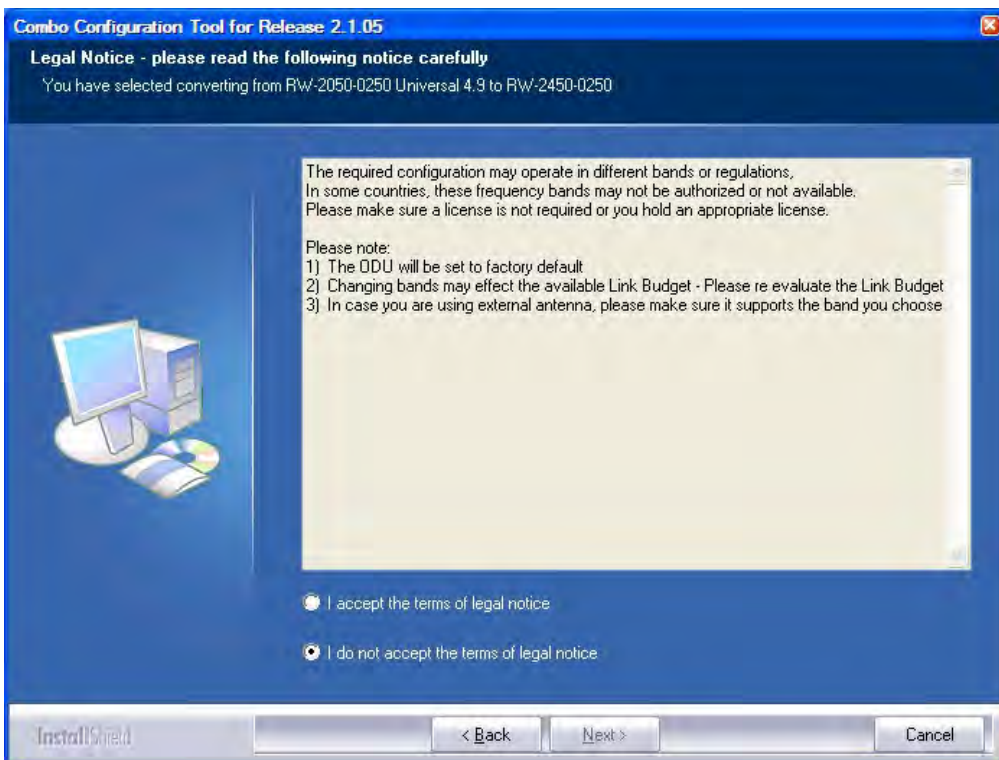 Combo Configuration Tool for Release 2.1.05
Legal Notice - please read the following notice carefully
You have selected converting from RW-2050-0250 Universal 4.9 to RW-2450-0250
The required configuration may operate in different bands or regulations,
In some countries, these frequency bands may not be authorized or not available.
Please make sure a license is not required or you hold an appropriate license.
Please note:
1) The ODU will be set to factory default
2) Changing bands may effect the available Link Budget - Please re evaluate the Link Budget
3) In case you are using external antenna, please make sure it supports the band you choose
I accept the terms of legal notice
I do not accept the terms of legal notice
InstallShield
< Back
Next >
Cancel